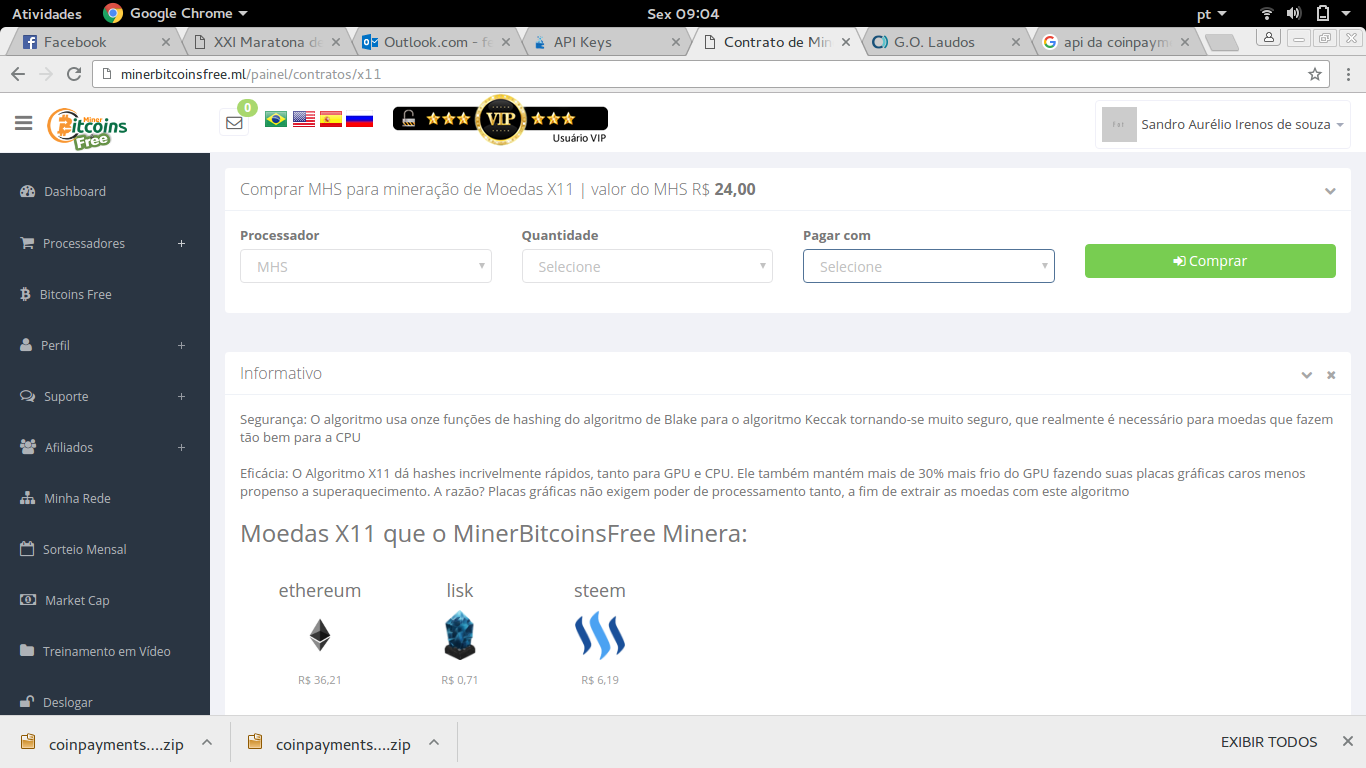 Atividades
Google Chrome
Sex 09:04
pt
Facebook
XXI Maratona de
Outlook.com - fe
API Keys
Contrato de Min
G.O. Laudos
api da coinpaym
minerbitcoinsfree.ml/painel/contratos/x11
Miner
Bitcoins
Free
0
VIP
Usuário VIP
Sandro Aurélio Irenos de souza
Dashboard
Processadores +
Bitcoins Free
Perfil +
Suporte +
Afiliados +
Minha Rede
Sorteio Mensal
Market Cap
Treinamento em Vídeo
Deslogar
Comprar MHS para mineração de Moedas X11 | valor do MHS R$ 24,00
Processador
Quantidade
Pagar com
MHS
Selecione
Selecione
Comprar
Informativo
Segurança: O algoritmo usa onze funções de hashing do algoritmo de Blake para o algoritmo Keccak tornando-se muito seguro, que realmente é necessário para moedas que fazem
tão bem para a CPU
Eficácia: O Algoritmo X11 dá hashes incrivelmente rápidos, tanto para GPU e CPU. Ele também mantém mais de 30% mais frio do GPU fazendo suas placas gráficas caros menos
propenso a superaquecimento. A razão? Placas gráficas não exigem poder de processamento tanto, a fim de extrair as moedas com este algoritmo
Moedas X11 que o MinerBitcoinsFree Minera:
ethereum
lisk
steem
R$ 36,21
R$ 0,71
R$ 6,19
coinpayments....zip
coinpayments....zip
EXIBIR TODOS